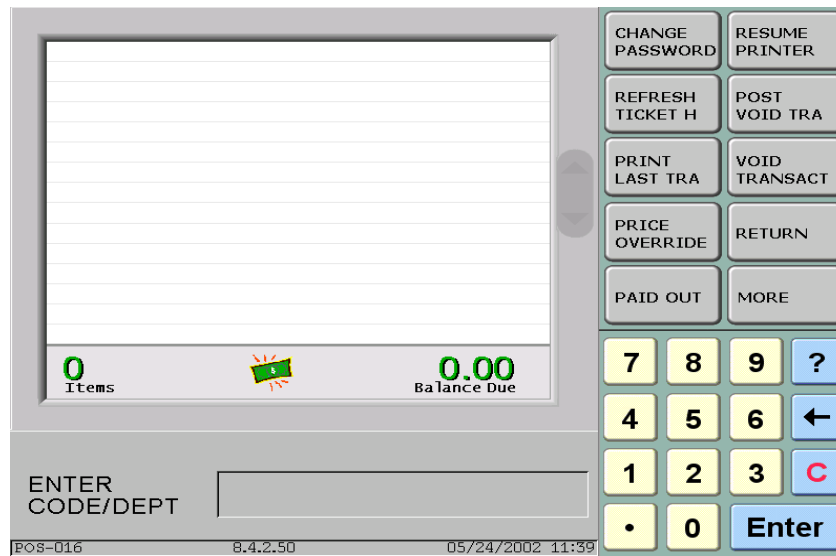 CHANGE PASSWORD
RESUME PRINTER
REFRESH TICKET H
POST VOID TRA
PRINT LAST TRA
VOID TRANSACT
PRICE OVERRIDE
RETURN
PAID OUT
MORE
0
Items
0.00
Balance Due
7 8 9 ?
4 5 6 ←
1 2 3 C
. 0 Enter
ENTER
CODE/DEPT
POS-016 8.4.2.50 05/24/2002 11:39